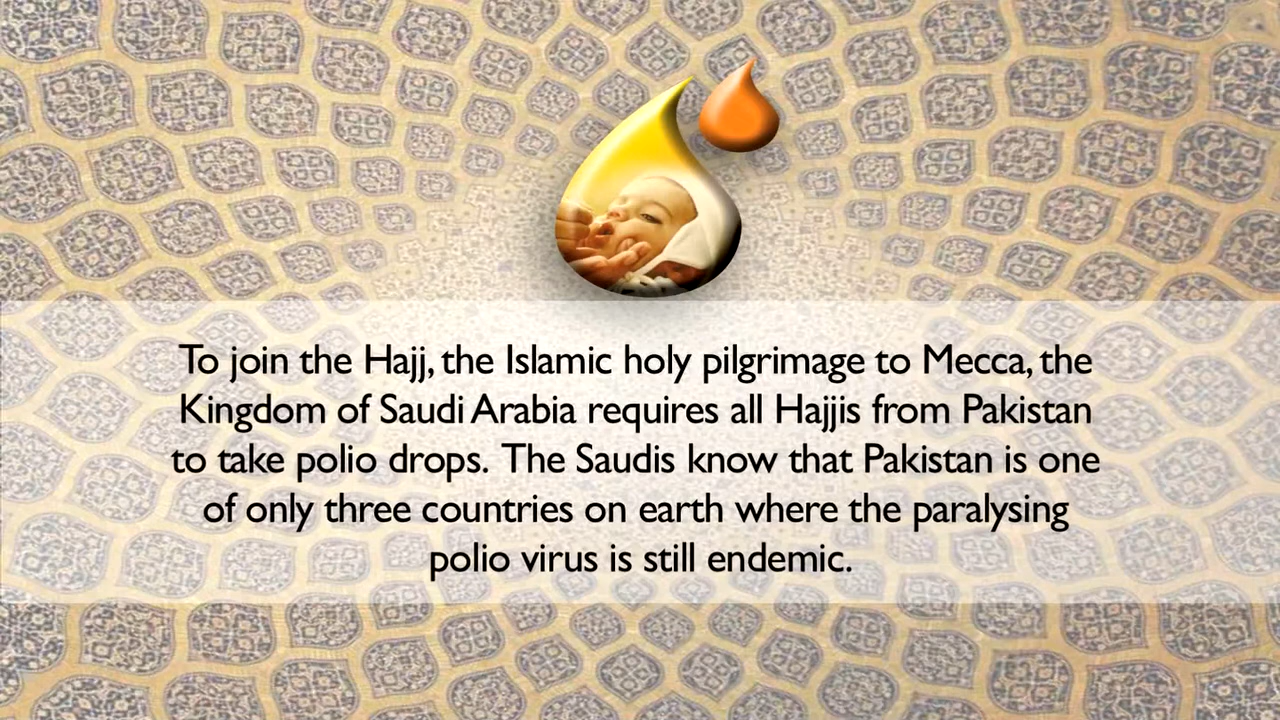 To join the Hajj, the Islamic holy pilgrimage to Mecca, the
Kingdom of Saudi Arabia requires all Hajjis from Pakistan
to take polio drops. The Saudis know that Pakistan is one
of only three countries on earth where the paralysing
polio virus is still endemic.